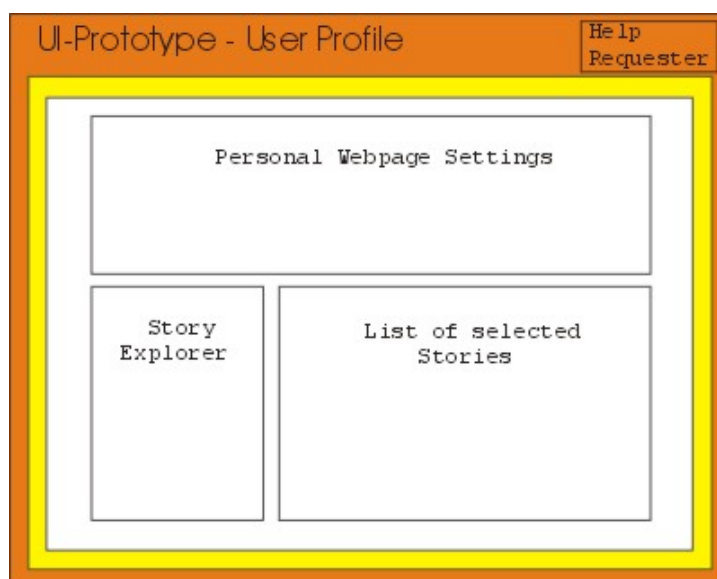 UI-Prototype - User Profile
Help
Requester
Personal Webpage Settings
Story
Explorer
List of selected
Stories